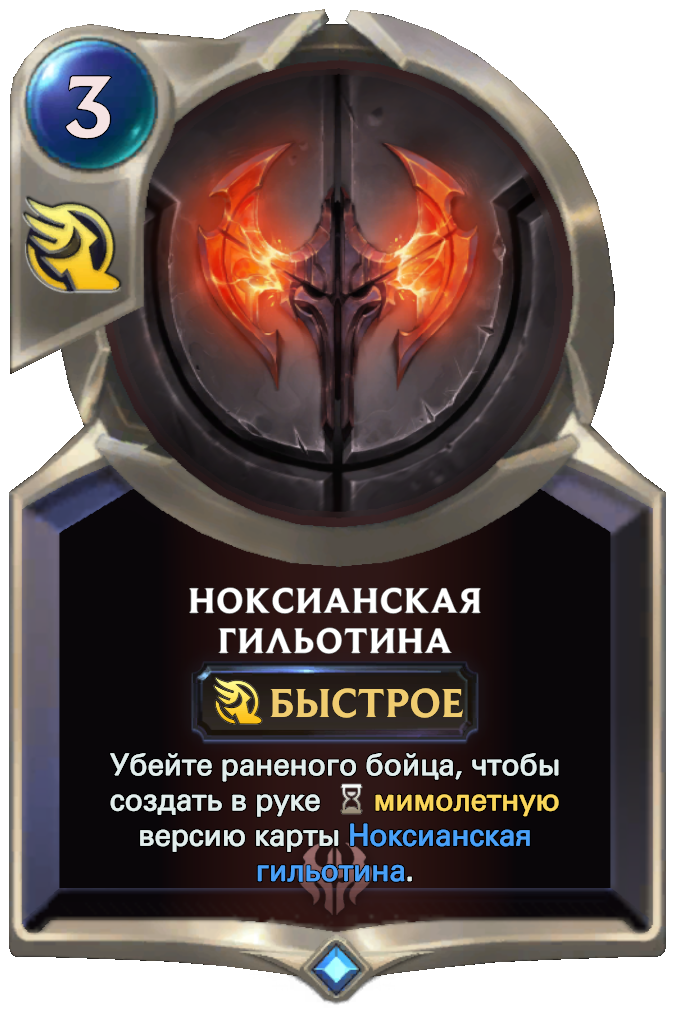 3
НОКСИАНСКАЯ
ГИЛЬОТИНА
БЫСТРОЕ
Убейте раненого бойца, чтобы
создать в руке мимолетную
версию карты Ноксианская
гильотина.